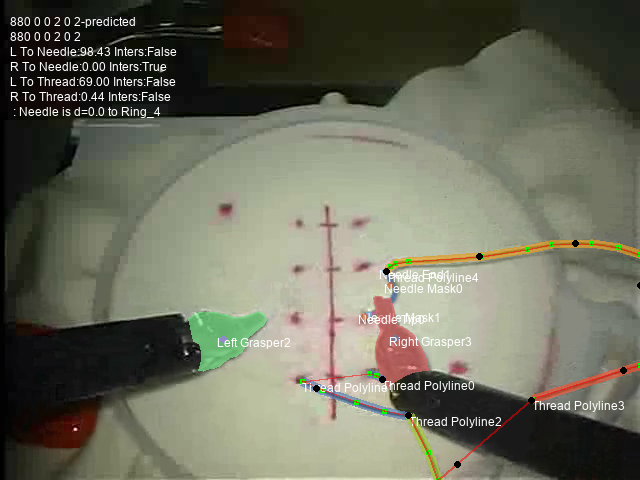 880 0 0 2 0 2-predicted
880 0 0 2 0 2
L To Needle:98.43 Inters:False
R To Needle:0.00 Inters:True
L To Thread:69.00 Inters:False
R To Thread:0.44 Inters:False
: Needle is d=0.0 to Ring_4
Needle End1
Thread Polyline4
Needle Mask0
Mask1
Right Grasper3
Left Grasper2
Thread Polyline
Thread Polyline0
Thread Polyline3
Thread Polyline2